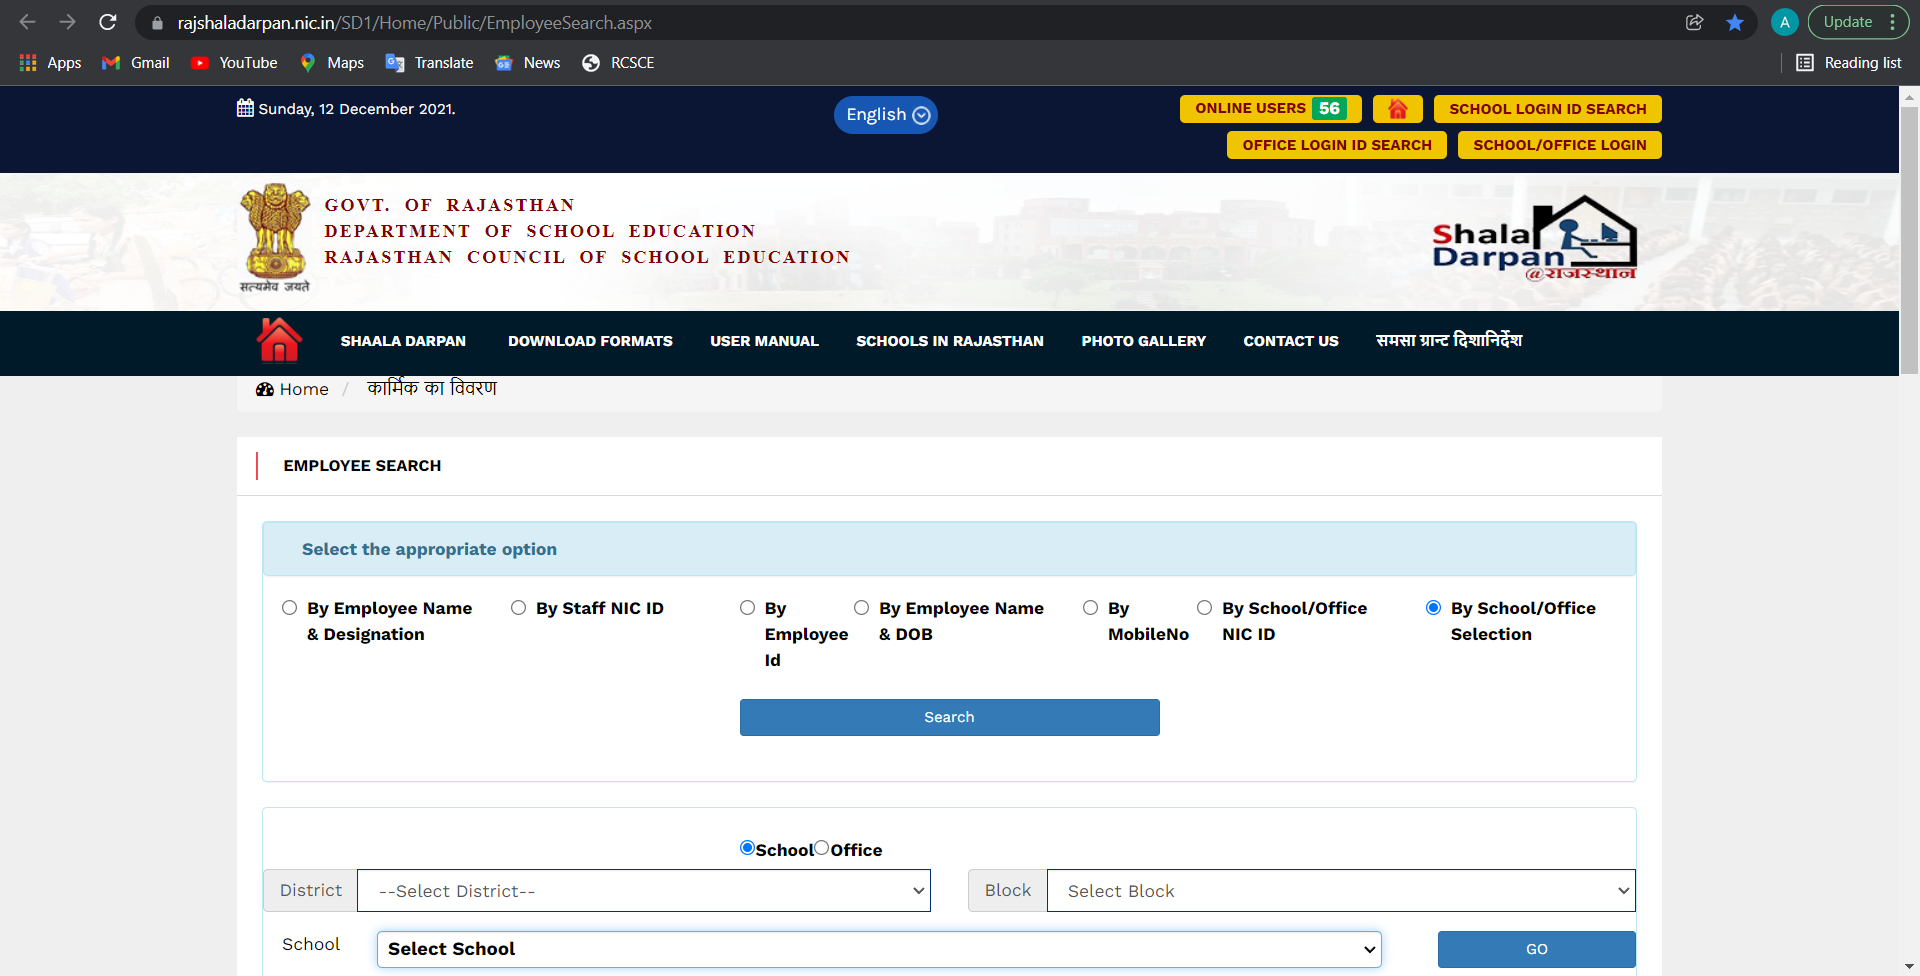 rajshaladarpan.nic.in/SD1/Home/Public/EmployeeSearch.aspx
A
Update
Apps
Gmail
YouTube
Maps
Translate
News
RCSCE
Reading list
Sunday, 12 December 2021.
English
ONLINE USERS 56
SCHOOL LOGIN ID SEARCH
OFFICE LOGIN ID SEARCH
SCHOOL/OFFICE LOGIN
सत्यमेव जयते
GOVT. OF RAJASTHAN
DEPARTMENT OF SCHOOL EDUCATION
RAJASTHAN COUNCIL OF SCHOOL EDUCATION
Shala
Darpan
@राजस्थान
SHAALA DARPAN
DOWNLOAD FORMATS
USER MANUAL
SCHOOLS IN RAJASTHAN
PHOTO GALLERY
CONTACT US
समसा ग्रान्ट दिशानिर्देश
Home / कार्मिक का विवरण
EMPLOYEE SEARCH
Select the appropriate option
By Employee Name
& Designation
By Staff NIC ID
By
Employee
Id
By Employee Name
& DOB
By
MobileNo
By School/Office
NIC ID
By School/Office
Selection
Search
School Office
District
--Select District--
Block
Select Block
School
Select School
GO